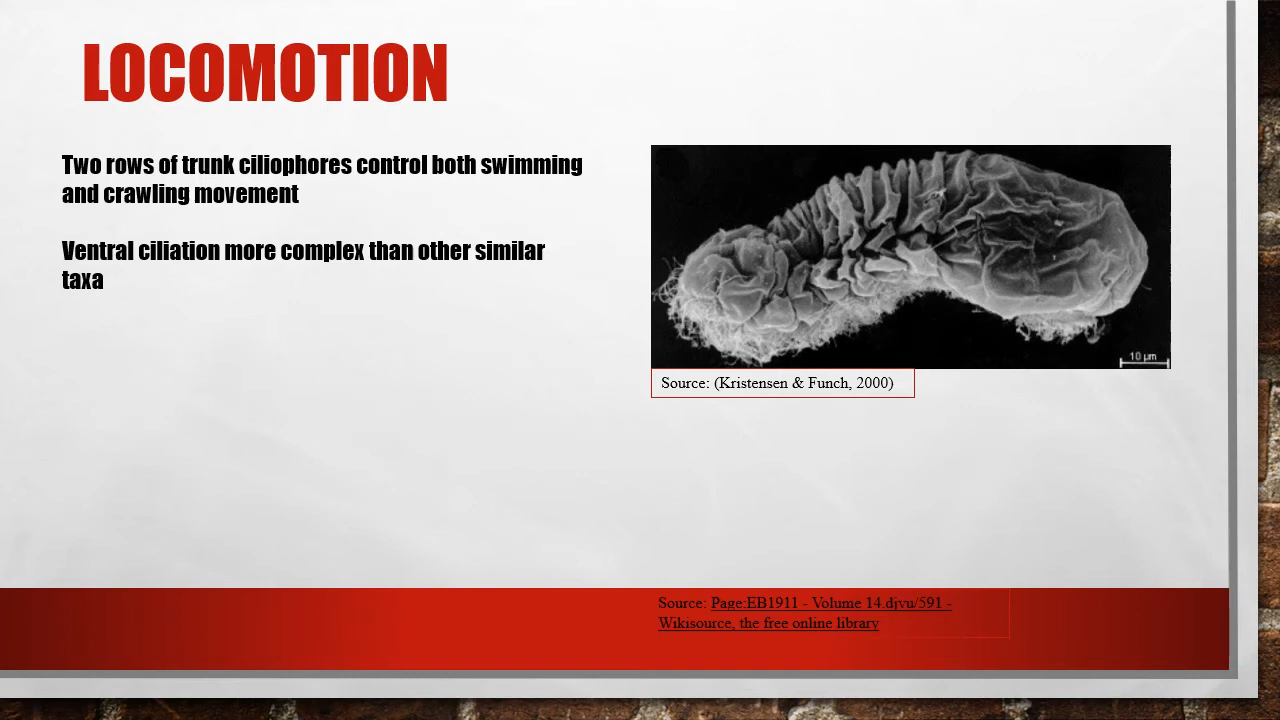 LOCOMOTION
Two rows of trunk ciliophores control both swimming
and crawling movement
Ventral ciliation more complex than other similar
taxa
10 µm
Source: (Kristensen & Funch, 2000)
Source: Page:EB1911 - Volume 14.djvu/591 -
Wikisource, the free online library